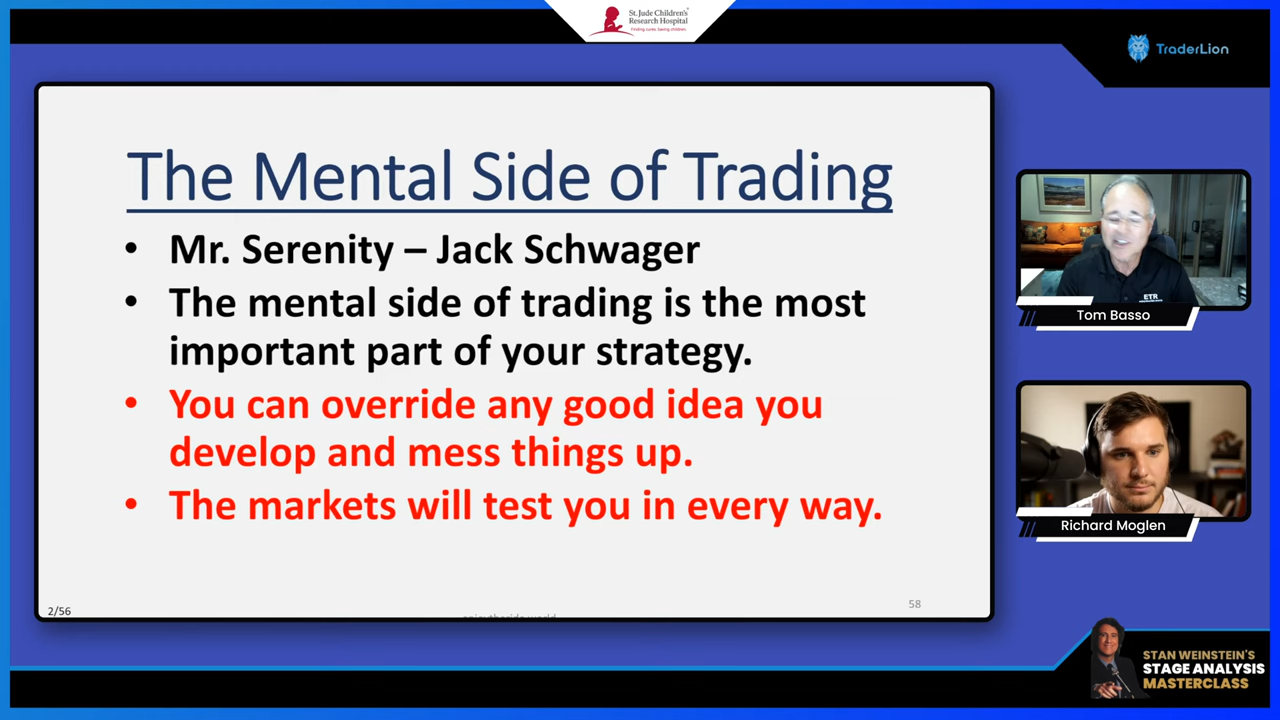 St. Jude Children's
Research Hospital
Finding cures. Saving children.
TraderLion
The Mental Side of Trading
• Mr. Serenity – Jack Schwager
• The mental side of trading is the most
important part of your strategy.
• You can override any good idea you
develop and mess things up.
• The markets will test you in every way.
2/56
58
ETR
Tom Basso
Richard Moglen
STAN WEINSTEIN'S
STAGE ANALYSIS
MASTERCLASS